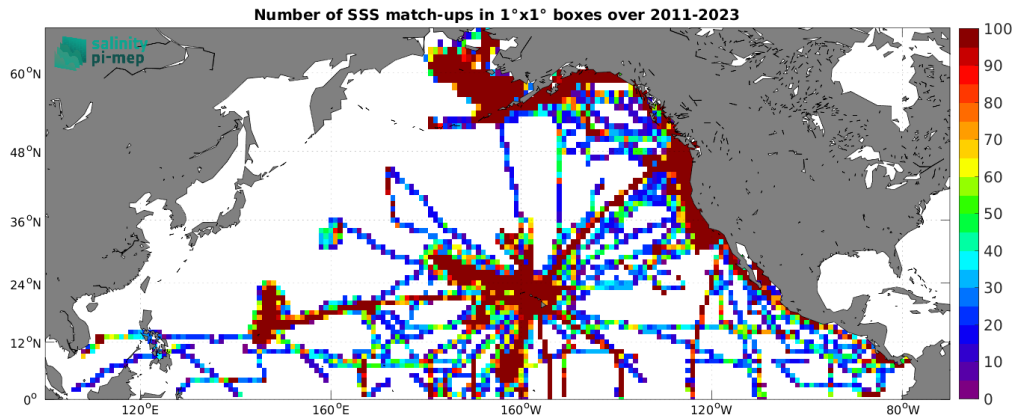 Number of SSS match-ups in 1°x1° boxes over 2011-2023
salinity
pi-mep
60°N
48°N
36°N
24°N
12°N
0°
120°E
160°E
160°W
120°W
80°W
100
90
80
70
60
50
40
30
20
10
0